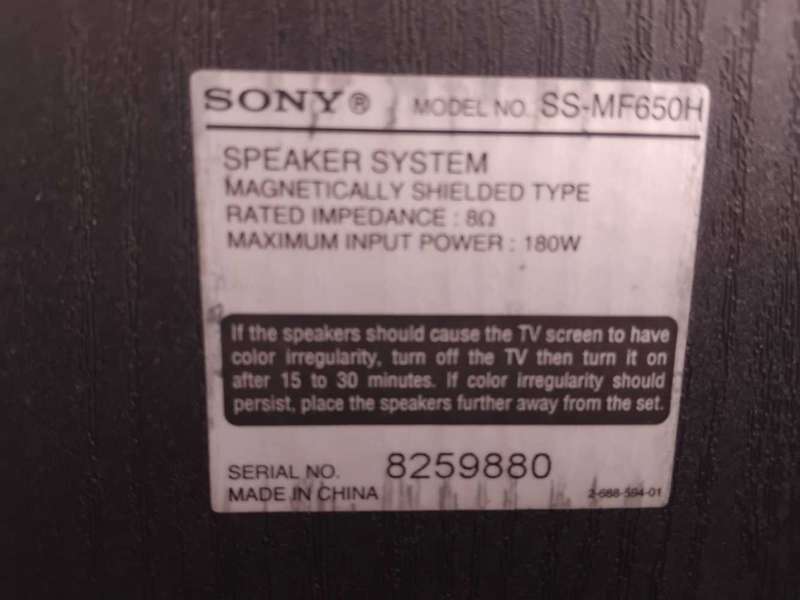 SONY® MODEL NO. SS-MF650H
SPEAKER SYSTEM
MAGNETICALLY SHIELDED TYPE
RATED IMPEDANCE : 8Ω
MAXIMUM INPUT POWER : 180W
If the speakers should cause the TV screen to have
color irregularity, turn off the TV then turn it on
after 15 to 30 minutes. If color irregularity should
persist, place the speakers further away from the set.
SERIAL NO. 8259880
MADE IN CHINA 2-688-594-01